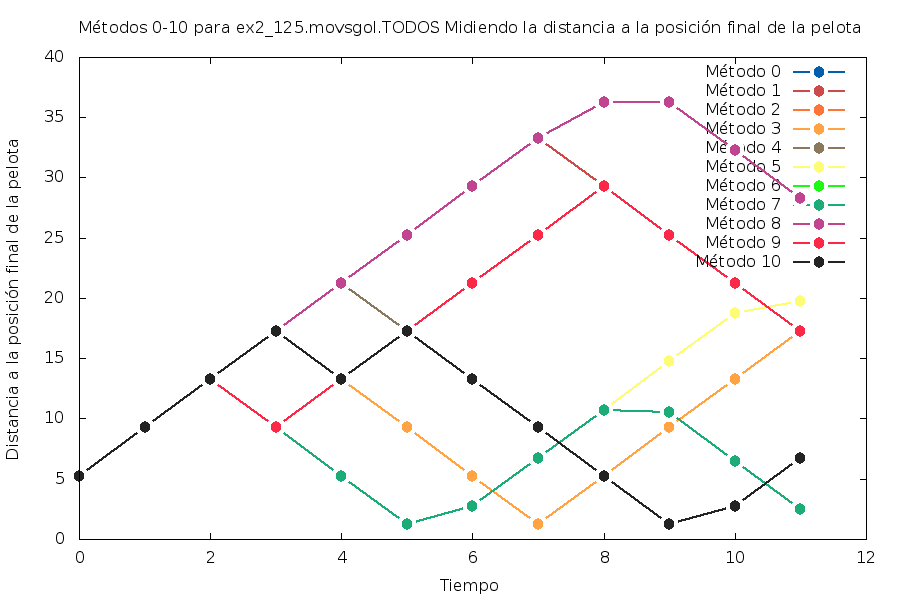 Métodos 0-10 para ex2_125.movsgol.TODOS Midiendo la distancia a la posición final de la pelota
40
35
30
25
20
15
10
5
0
Distancia a la posición final de la pelota
Método 0
Método 1
Método 2
Método 3
Método 4
Método 5
Método 6
Método 7
Método 8
Método 9
Método 10
0 2 4 6 8 10 12
Tiempo